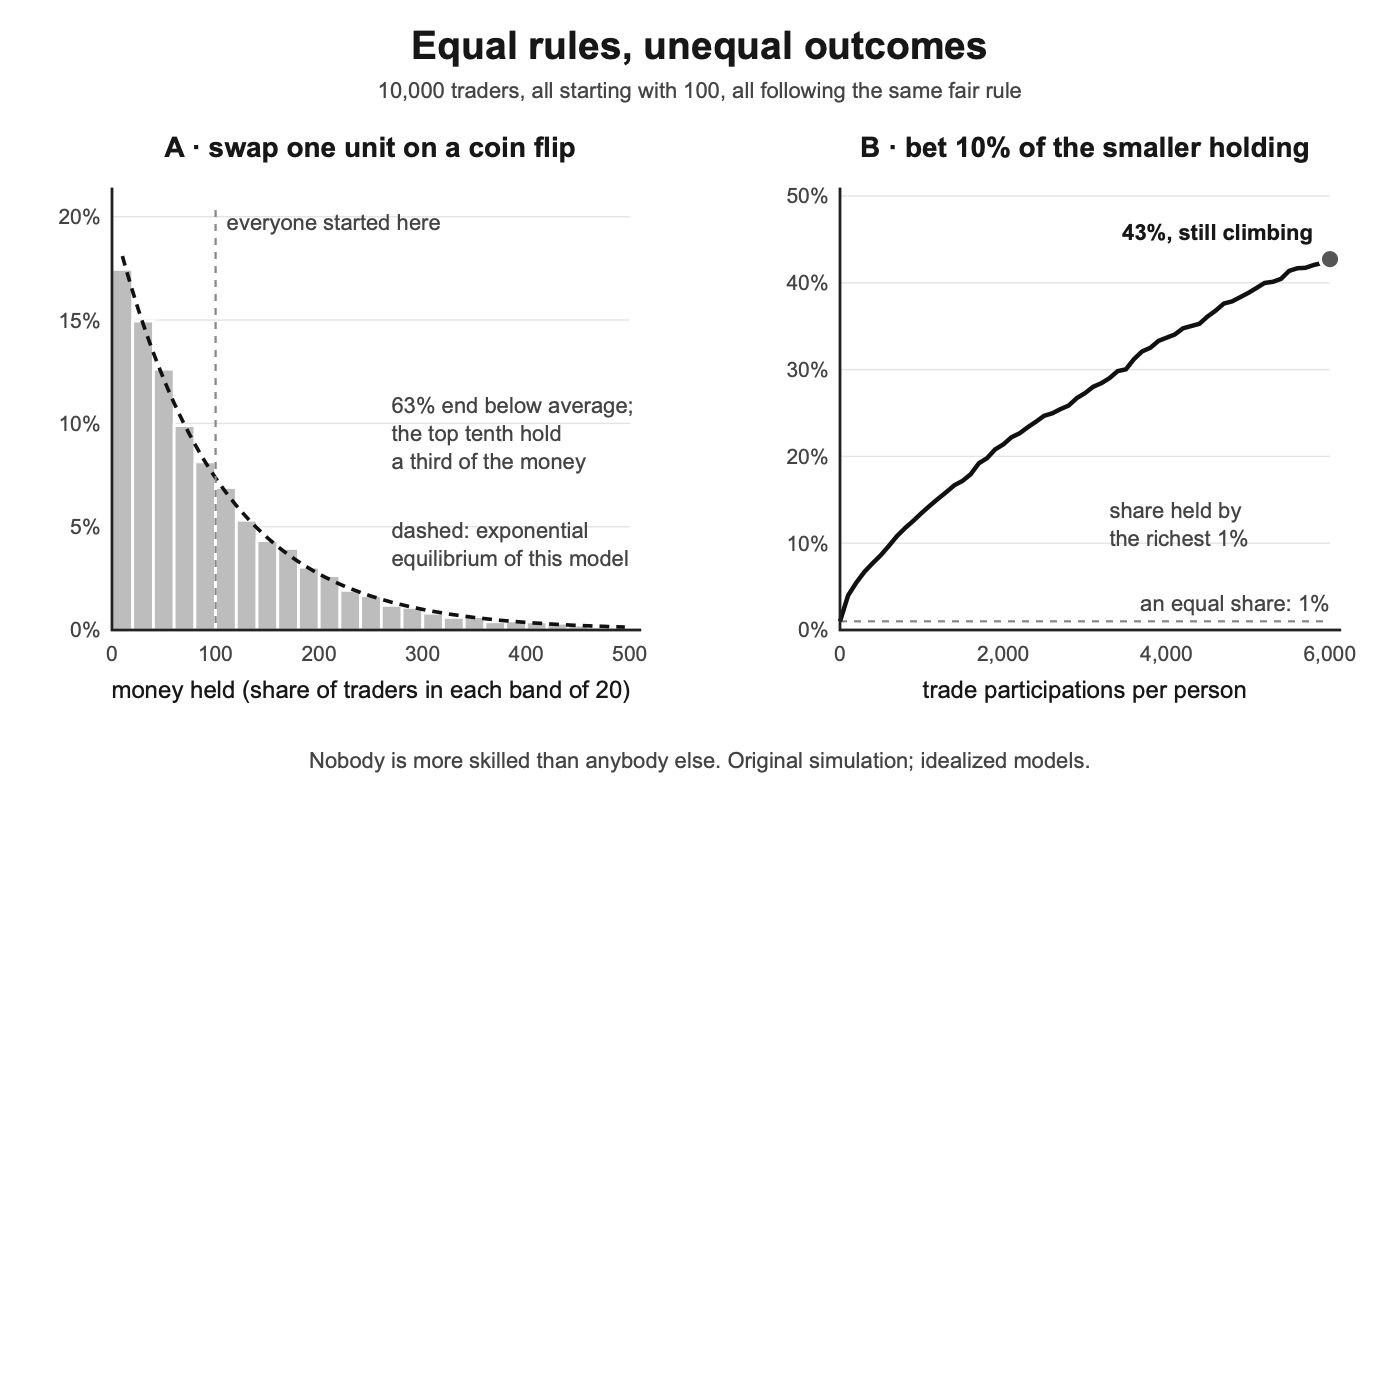 Equal rules, unequal outcomes
10,000 traders, all starting with 100, all following the same fair rule
A · swap one unit on a coin flip
20%
15%
10%
5%
0%
everyone started here
63% end below average;
the top tenth hold
a third of the money
dashed: exponential
equilibrium of this model
0 100 200 300 400 500
money held (share of traders in each band of 20)
B · bet 10% of the smaller holding
50%
40%
30%
20%
10%
0%
43%, still climbing
share held by
the richest 1%
an equal share: 1%
0 2,000 4,000 6,000
trade participations per person
Nobody is more skilled than anybody else. Original simulation; idealized models.